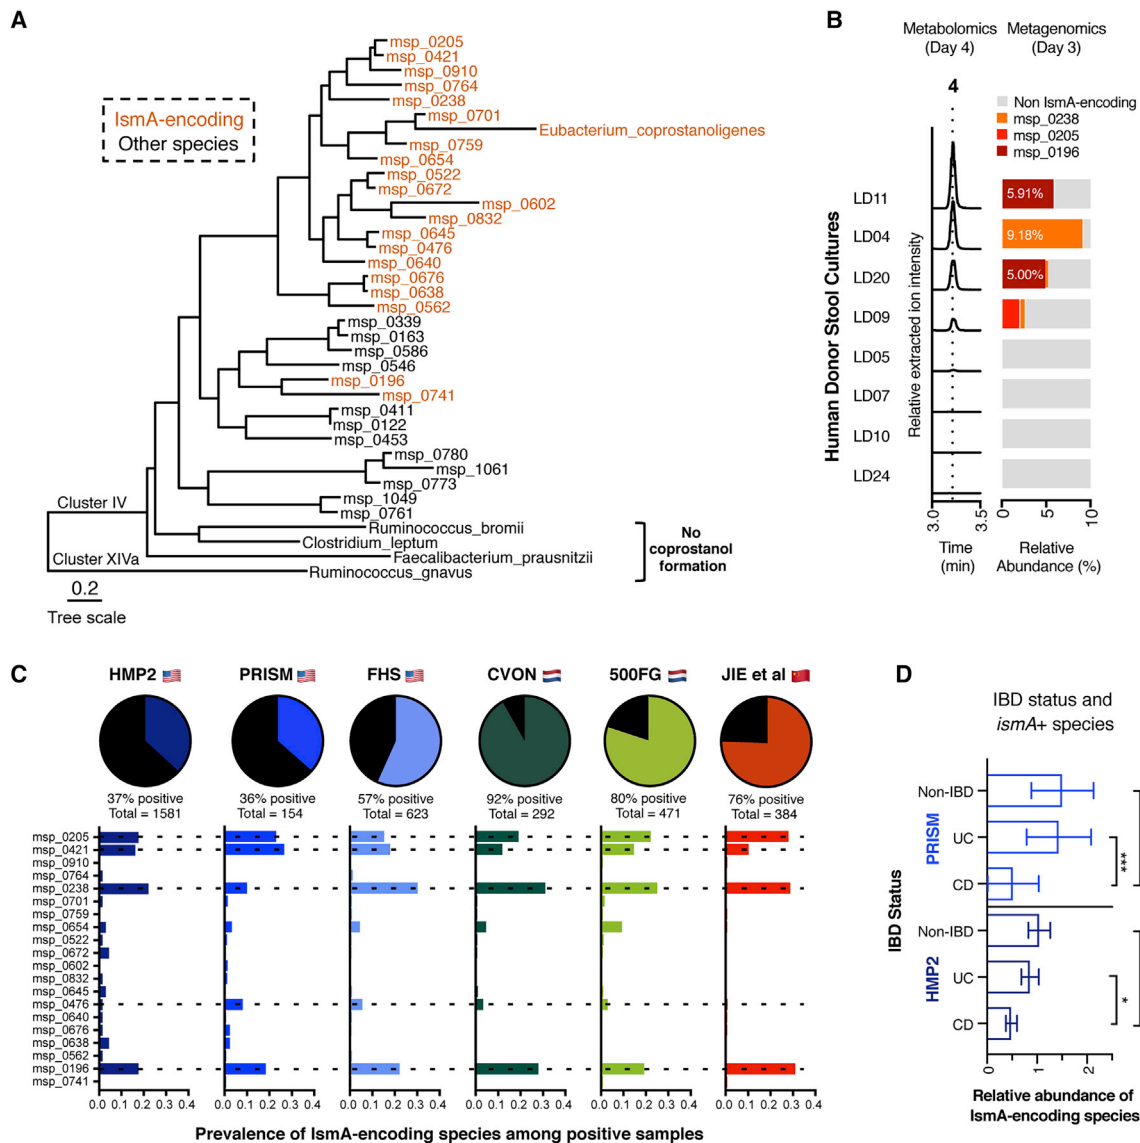 A
msp_0205
msp_0421
msp_0910
msp_0764
msp_0238
msp_0701
Eubacterium_coprostanoligenes
msp_0759
msp_0654
msp_0522
msp_0672
msp_0602
msp_0832
msp_0645
msp_0476
msp_0640
msp_0676
msp_0638
msp_0562
msp_0339
msp_0163
msp_0586
msp_0546
msp_0196
msp_0741
msp_0411
msp_0122
msp_0453
msp_0780
msp_1061
msp_0773
msp_1049
msp_0761
Ruminococcus_bromii
Clostridium_leptum
Faecalibacterium_prausnitzii
Ruminococcus_gnavus
IsmA-encoding
Other species
Cluster IV
Cluster XIVa
No
coprostanol
formation
0.2
Tree scale
B
Metabolomics
(Day 4)
Metagenomics
(Day 3)
4
Non IsmA-encoding
msp_0238
msp_0205
msp_0196
Human Donor Stool Cultures
Relative extracted ion intensity
LD11
5.91%
LD04
9.18%
LD20
5.00%
LD09
LD05
LD07
LD10
LD24
3.0 3.5
Time
(min)
0 5 10
Relative
Abundance (%)
C
HMP2
37% positive
Total = 1581
PRISM
36% positive
Total = 154
FHS
57% positive
Total = 623
CVON
92% positive
Total = 292
500FG
80% positive
Total = 471
JIE et al
76% positive
Total = 384
msp_0205
msp_0421
msp_0910
msp_0764
msp_0238
msp_0701
msp_0759
msp_0654
msp_0522
msp_0672
msp_0602
msp_0832
msp_0645
msp_0476
msp_0640
msp_0676
msp_0638
msp_0562
msp_0196
msp_0741
0.0 0.1 0.2 0.3 0.4
0.0 0.1 0.2 0.3 0.4
0.0 0.1 0.2 0.3 0.4
0.0 0.1 0.2 0.3 0.4
0.0 0.1 0.2 0.3 0.4
0.0 0.1 0.2 0.3 0.4
Prevalence of IsmA-encoding species among positive samples
D
IBD status and
ismA+ species
IBD Status
PRISM
Non-IBD
UC
CD
***
HMP2
Non-IBD
UC
CD
*
0 1 2
Relative abundance of
IsmA-encoding species